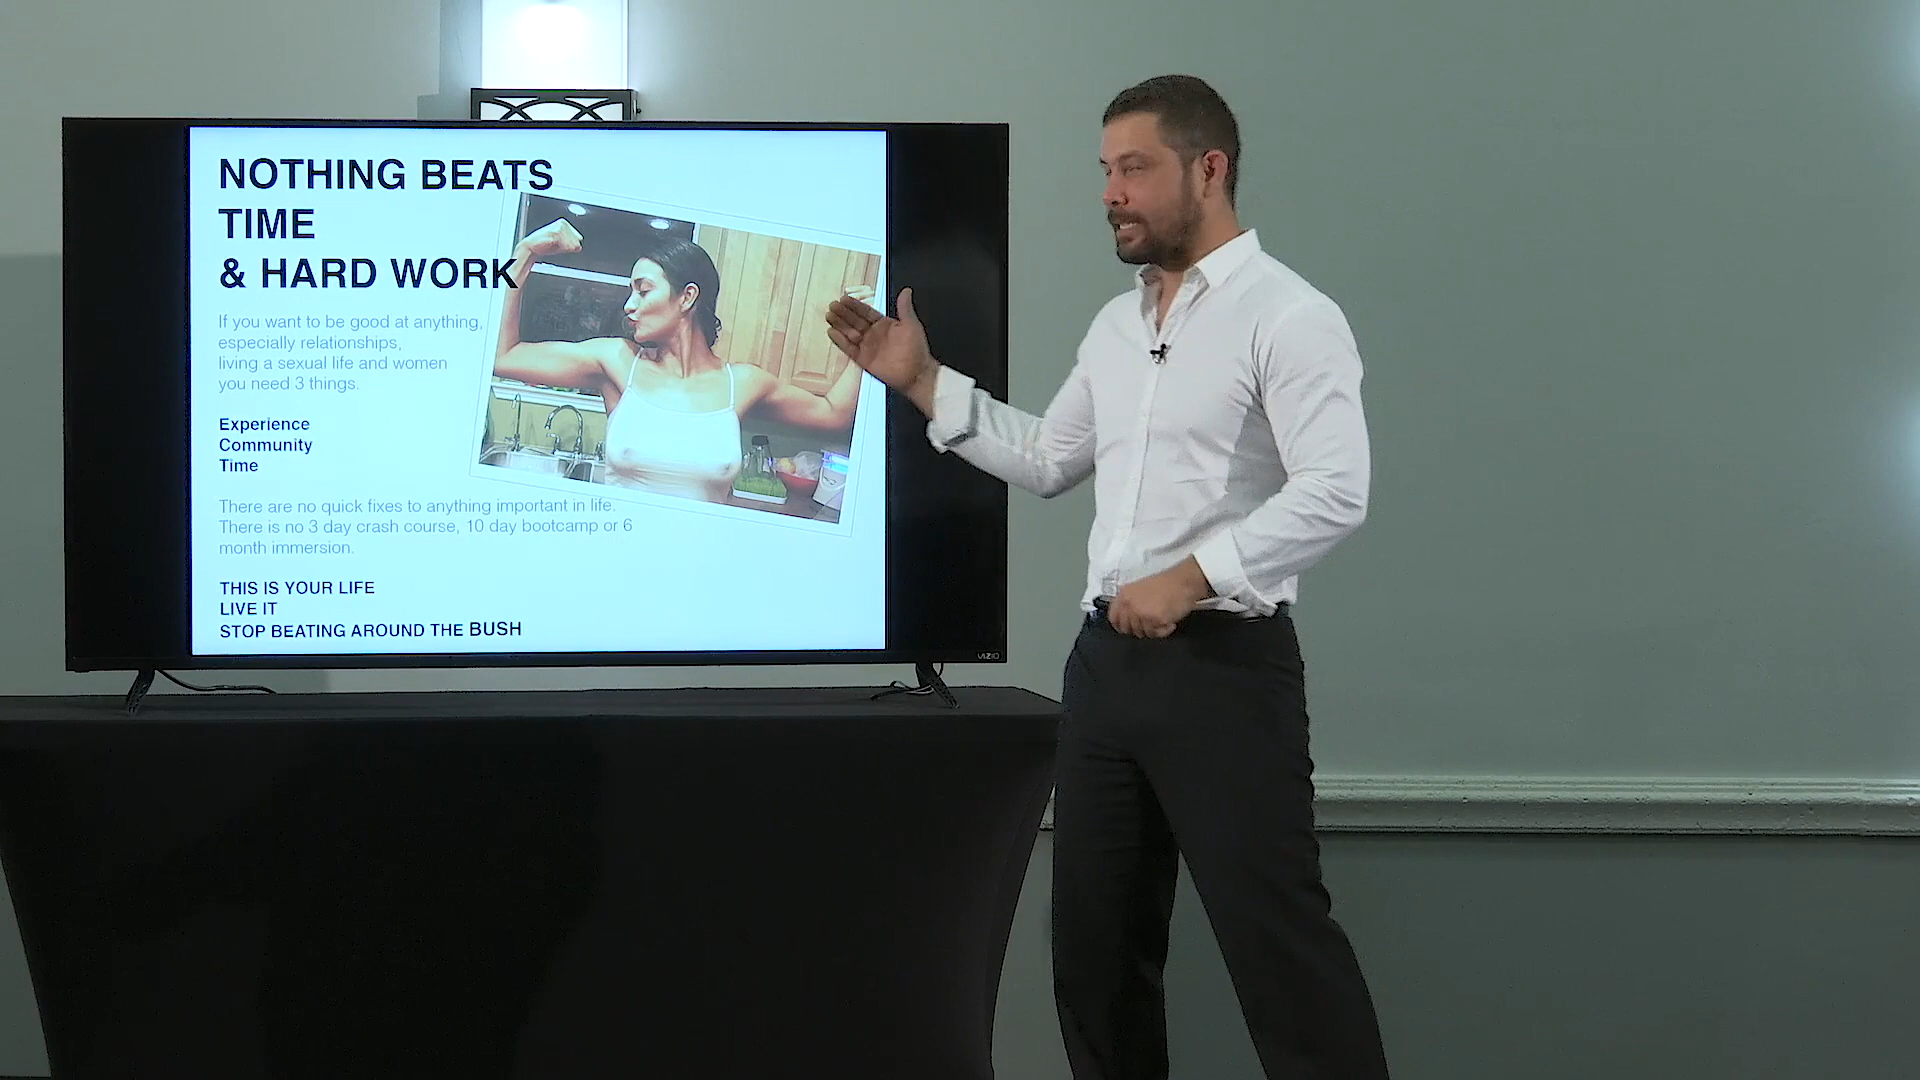 NOTHING BEATS
TIME
& HARD WORK
If you want to be good at anything,
especially relationships,
living a sexual life and women
you need 3 things.
Experience
Community
Time
There are no quick fixes to anything important in life.
There is no 3 day crash course, 10 day bootcamp or 6
month immersion.
THIS IS YOUR LIFE
LIVE IT
STOP BEATING AROUND THE BUSH
VIZIO